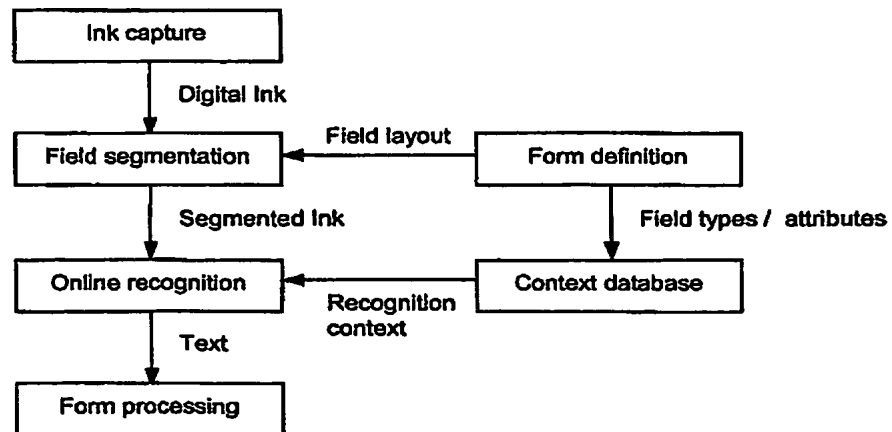 Ink capture
Digital Ink
Field segmentation
Field layout
Form definition
Segmented Ink
Field types / attributes
Online recognition
Recognition
context
Context database
Text
Form processing